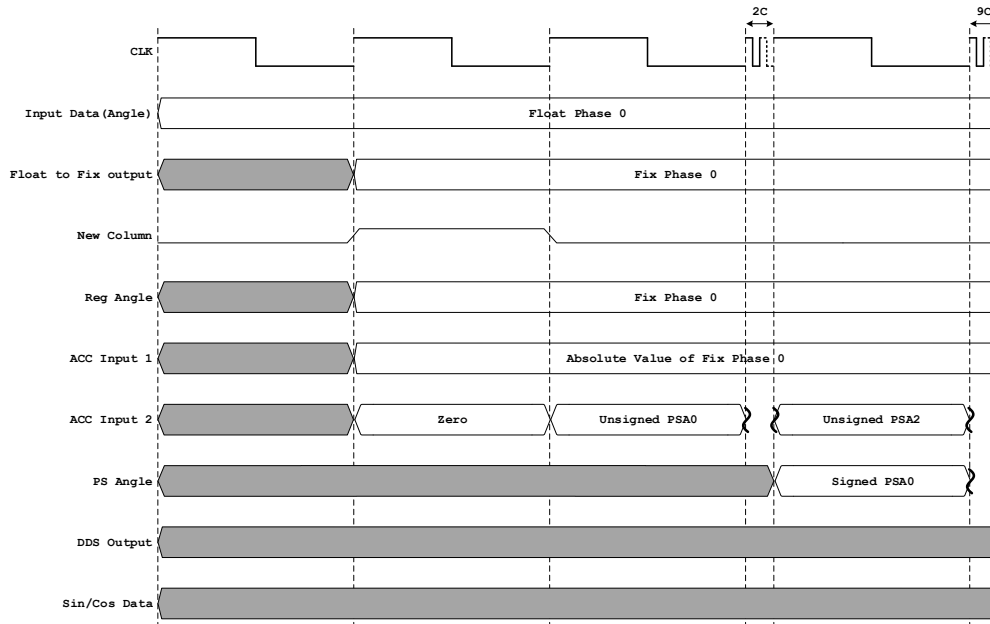 2C
9C
CLK
Input Data(Angle)
Float Phase 0
Float to Fix output
Fix Phase 0
New Column
Reg Angle
Fix Phase 0
ACC Input 1
Absolute Value of Fix Phase 0
ACC Input 2
Zero
Unsigned PSA0
Unsigned PSA2
PS Angle
Signed PSA0
DDS Output
Sin/Cos Data